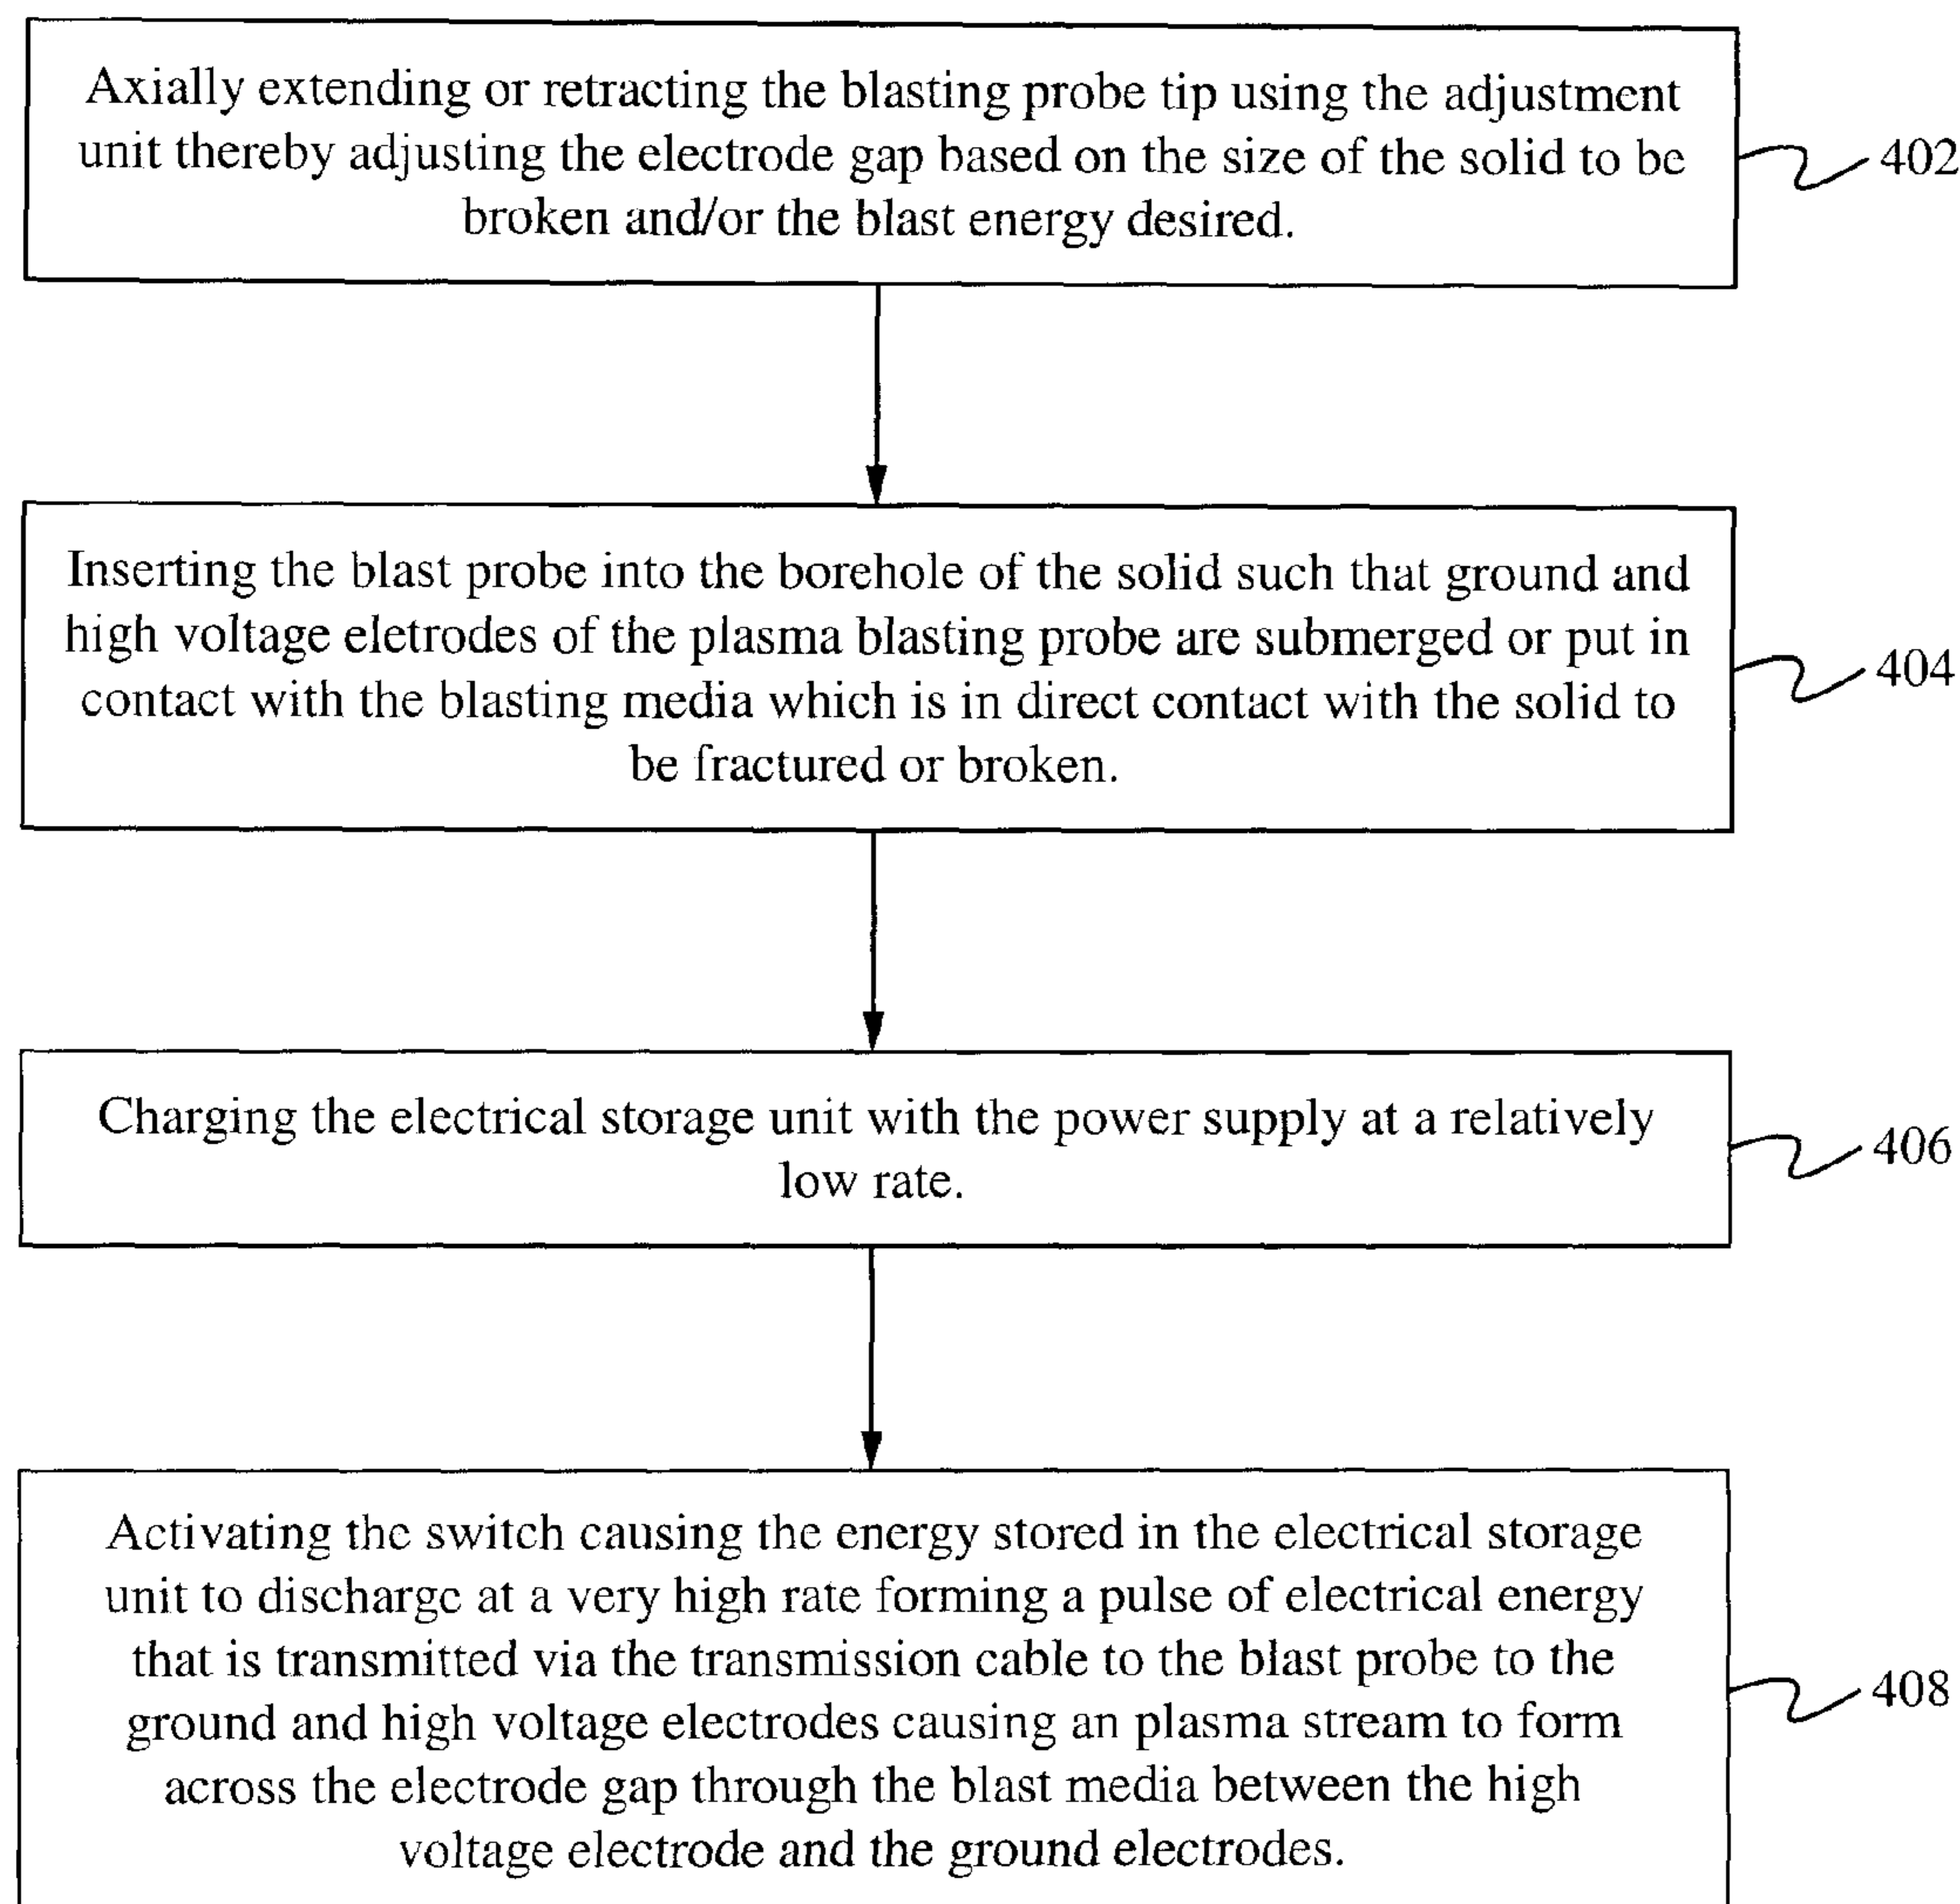 Axially extending or retracting the blasting probe tip using the adjustment
unit thereby adjusting the electrode gap based on the size of the solid to be
broken and/or the blast energy desired.
402
Inserting the blast probe into the borehole of the solid such that ground and
high voltage eletrodes of the plasma blasting probe are submerged or put in
contact with the blasting media which is in direct contact with the solid to
be fractured or broken.
404
Charging the electrical storage unit with the power supply at a relatively
low rate.
406
Activating the switch causing the energy stored in the electrical storage
unit to discharge at a very high rate forming a pulse of electrical energy
that is transmitted via the transmission cable to the blast probe to the
ground and high voltage electrodes causing an plasma stream to form
across the electrode gap through the blast media between the high
voltage electrode and the ground electrodes.
408